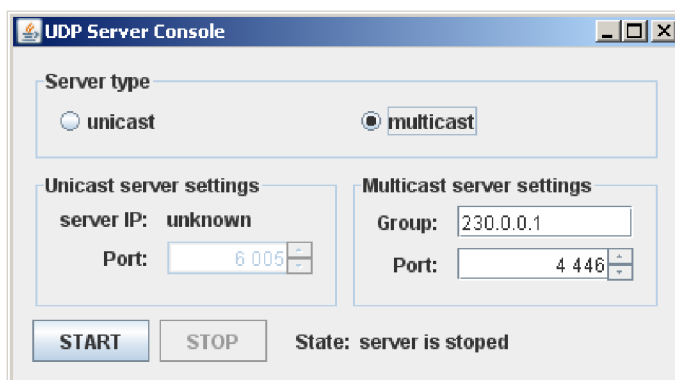 UDP Server Console
Server type
unicast
multicast
Unicast server settings
server IP: unknown
Port: 6 005
Multicast server settings
Group: 230.0.0.1
Port: 4 446
START
STOP
State: server is stoped